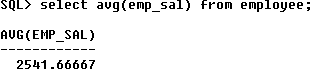 SQL> select avg(emp_sal) from employee;
AVG(EMP_SAL)
------------
2541.66667